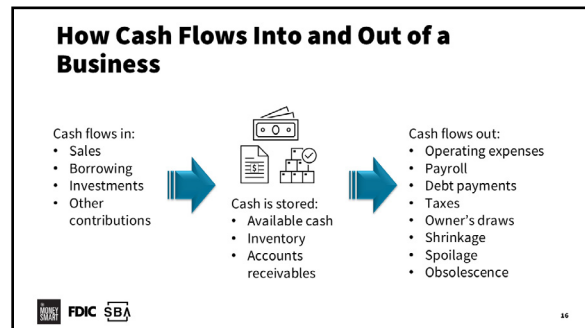 How Cash Flows Into and Out of a
Business
Cash flows in:
• Sales
• Borrowing
• Investments
• Other
contributions
$
Cash is stored:
• Available cash
• Inventory
• Accounts
receivables
Cash flows out:
• Operating expenses
• Payroll
• Debt payments
• Taxes
• Owner's draws
• Shrinkage
• Spoilage
• Obsolescence
MONEY
SMART
FDIC
SBA
16